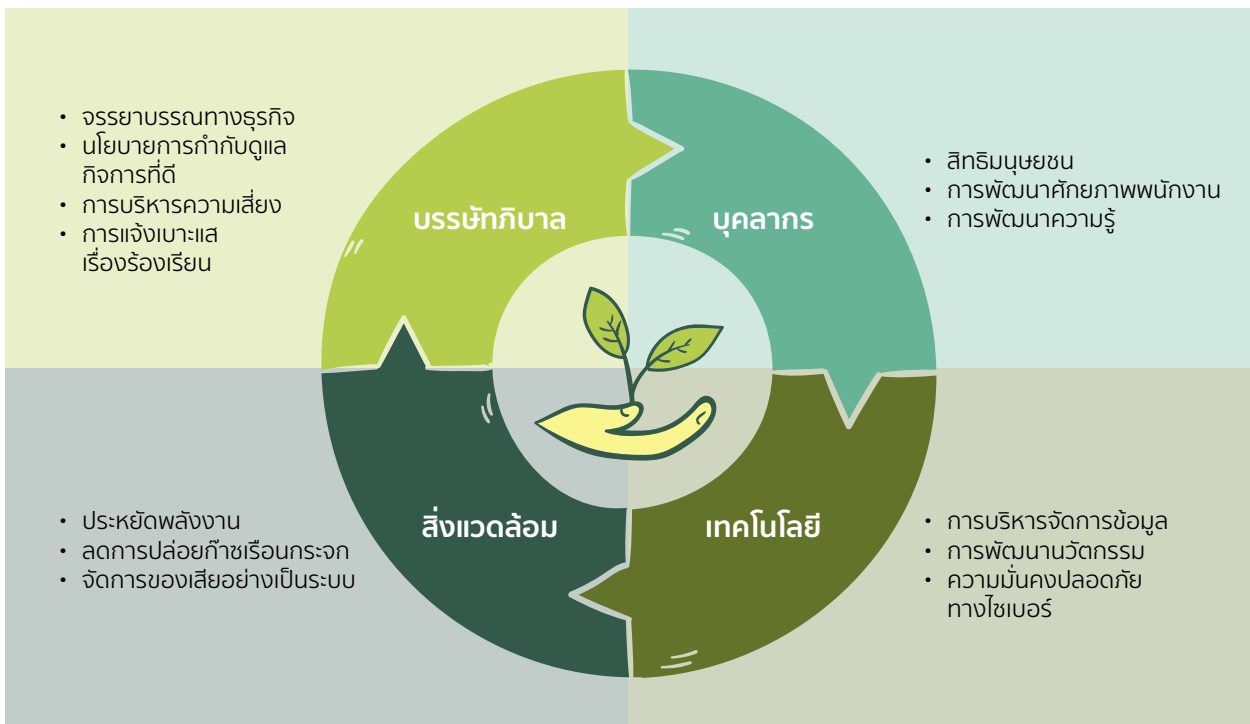 • จรรยาบรรณทางธุรกิจ
• นโยบายการกำกับดูแล
กิจการที่ดี
• การบริหารความเสี่ยง
• การแจ้งเบาะแส
เรื่องร้องเรียน
บรรษัทภิบาล
บุคลากร
• สิทธิมนุษยชน
• การพัฒนาศักยภาพพนักงาน
• การพัฒนาความรู้
• ประหยัดพลังงาน
• ลดการปล่อยก๊าซเรือนกระจก
• จัดการของเสียอย่างเป็นระบบ
สิ่งแวดล้อม
เทคโนโลยี
• การบริหารจัดการข้อมูล
• การพัฒนานวัตกรรม
• ความมั่นคงปลอดภัย
ทางไซเบอร์